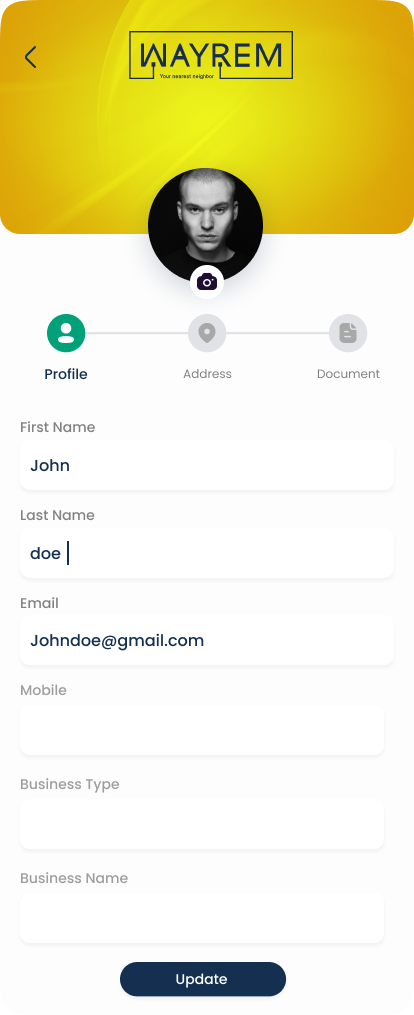 WAYREM
Your nearest neighbor
Profile
Address
Document
First Name
John
Last Name
doe
Email
Johndoe@gmail.com
Mobile
Business Type
Business Name
Update